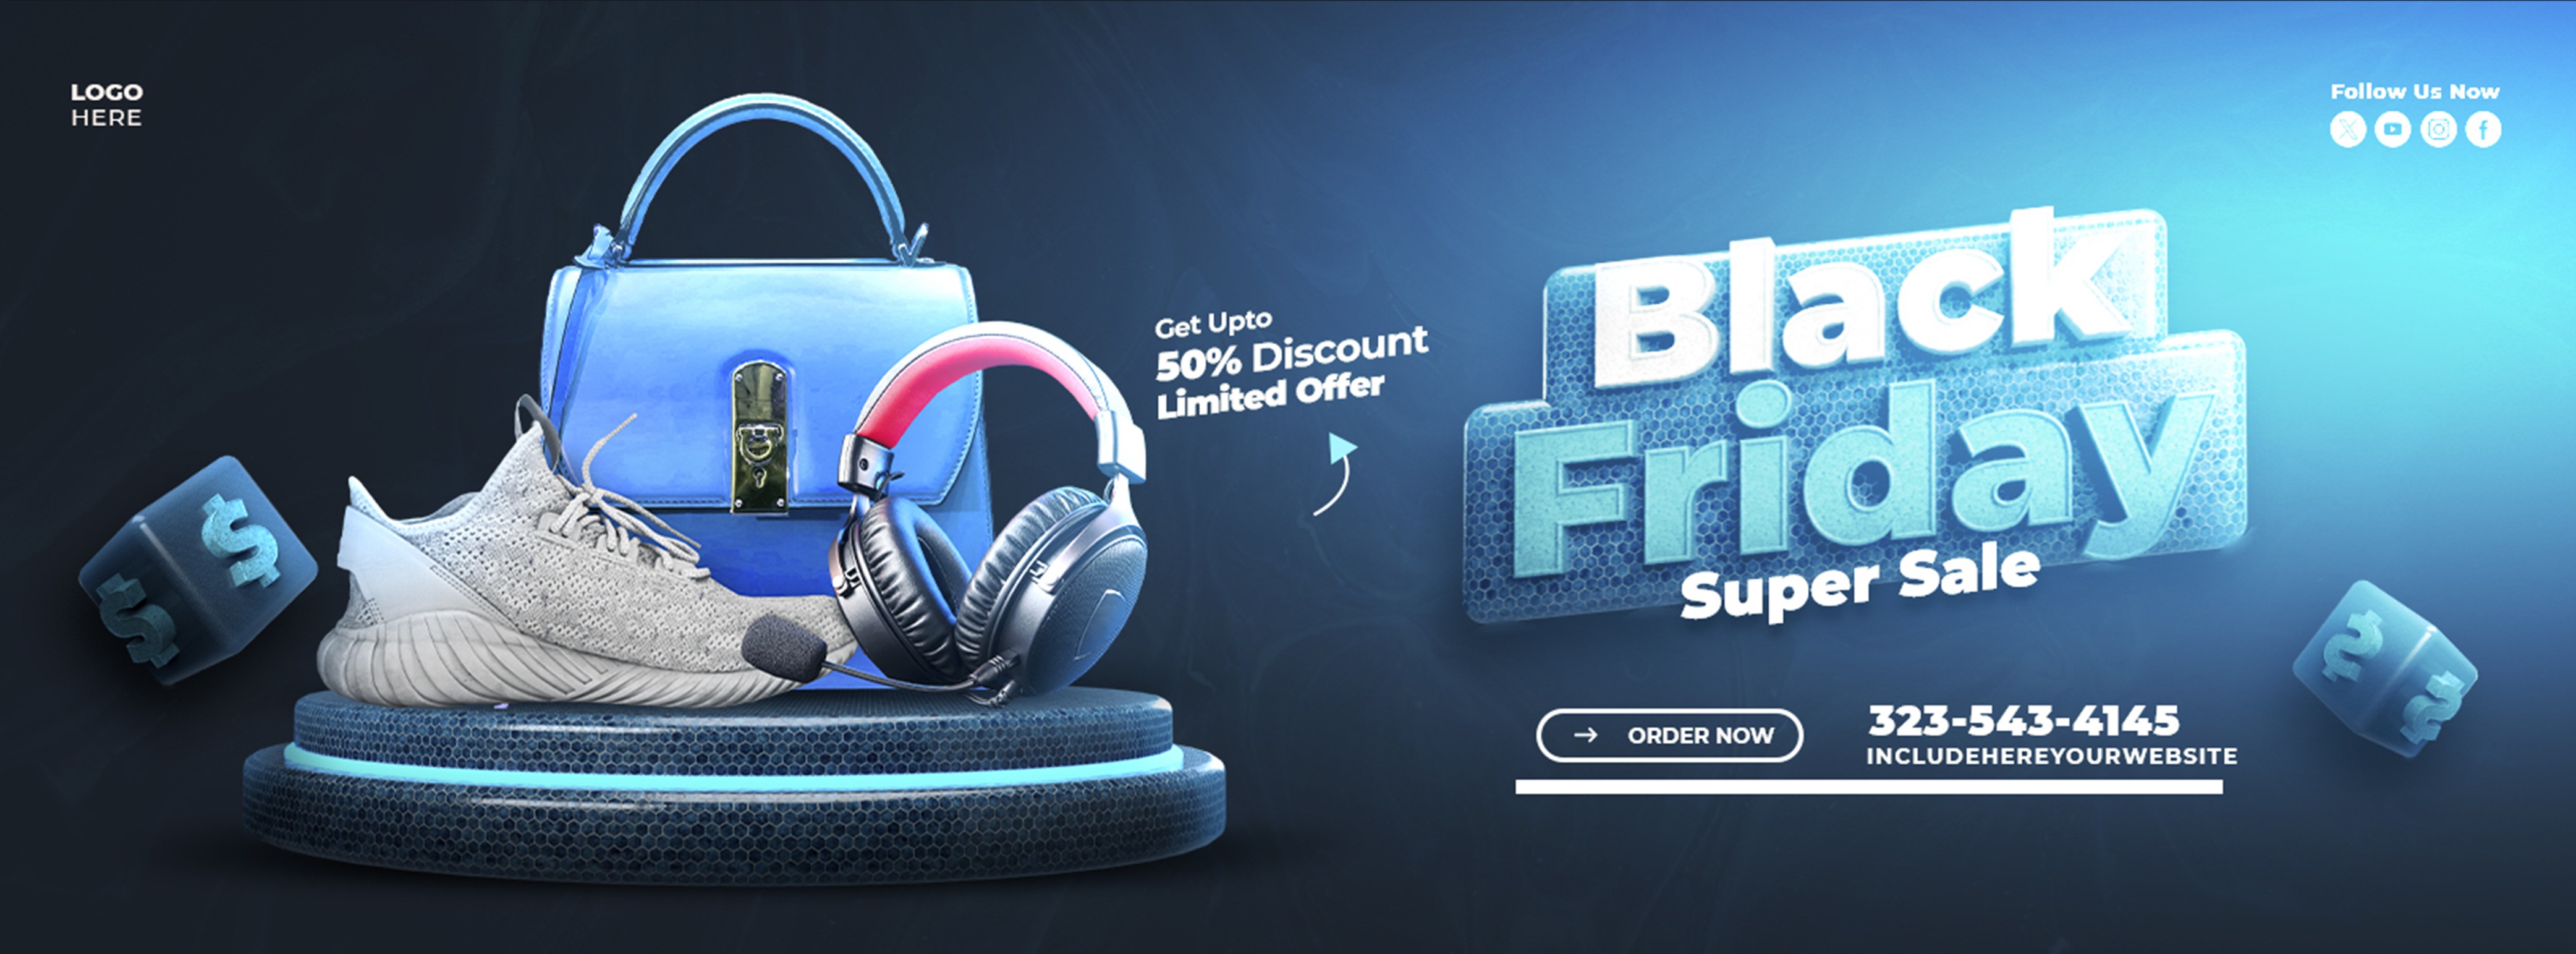 LOGO
HERE
Follow Us Now
Get Upto
50% Discount
Limited Offer
Black
Friday
Super Sale
$
$
$
$
→ ORDER NOW
323-543-4145
INCLUDEHEREYOURWEBSITE